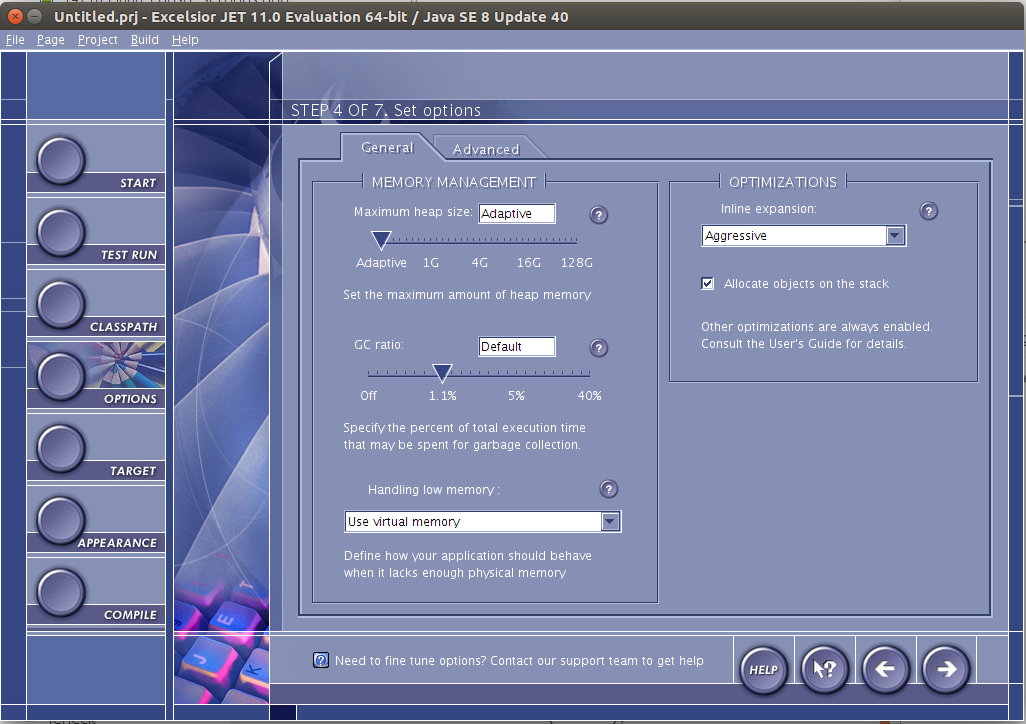 Untitled.prj - Excelsior JET 11.0 Evaluation 64-bit / Java SE 8 Update 40
File Page Project Build Help
STEP 4 OF 7. Set options
START
TEST RUN
CLASSPATH
OPTIONS
TARGET
APPEARANCE
COMPILE
General Advanced
MEMORY MANAGEMENT
Maximum heap size: Adaptive ?
Adaptive 1G 4G 16G 128G
Set the maximum amount of heap memory
GC ratio: Default ?
Off 1.1% 5% 40%
Specify the percent of total execution time
that may be spent for garbage collection.
Handling low memory : ?
Use virtual memory
Define how your application should behave
when it lacks enough physical memory
OPTIMIZATIONS
Inline expansion: ?
Aggressive
Allocate objects on the stack
Other optimizations are always enabled.
Consult the User's Guide for details.
E
J
K
? Need to fine tune options? Contact our support team to get help
HELP ?